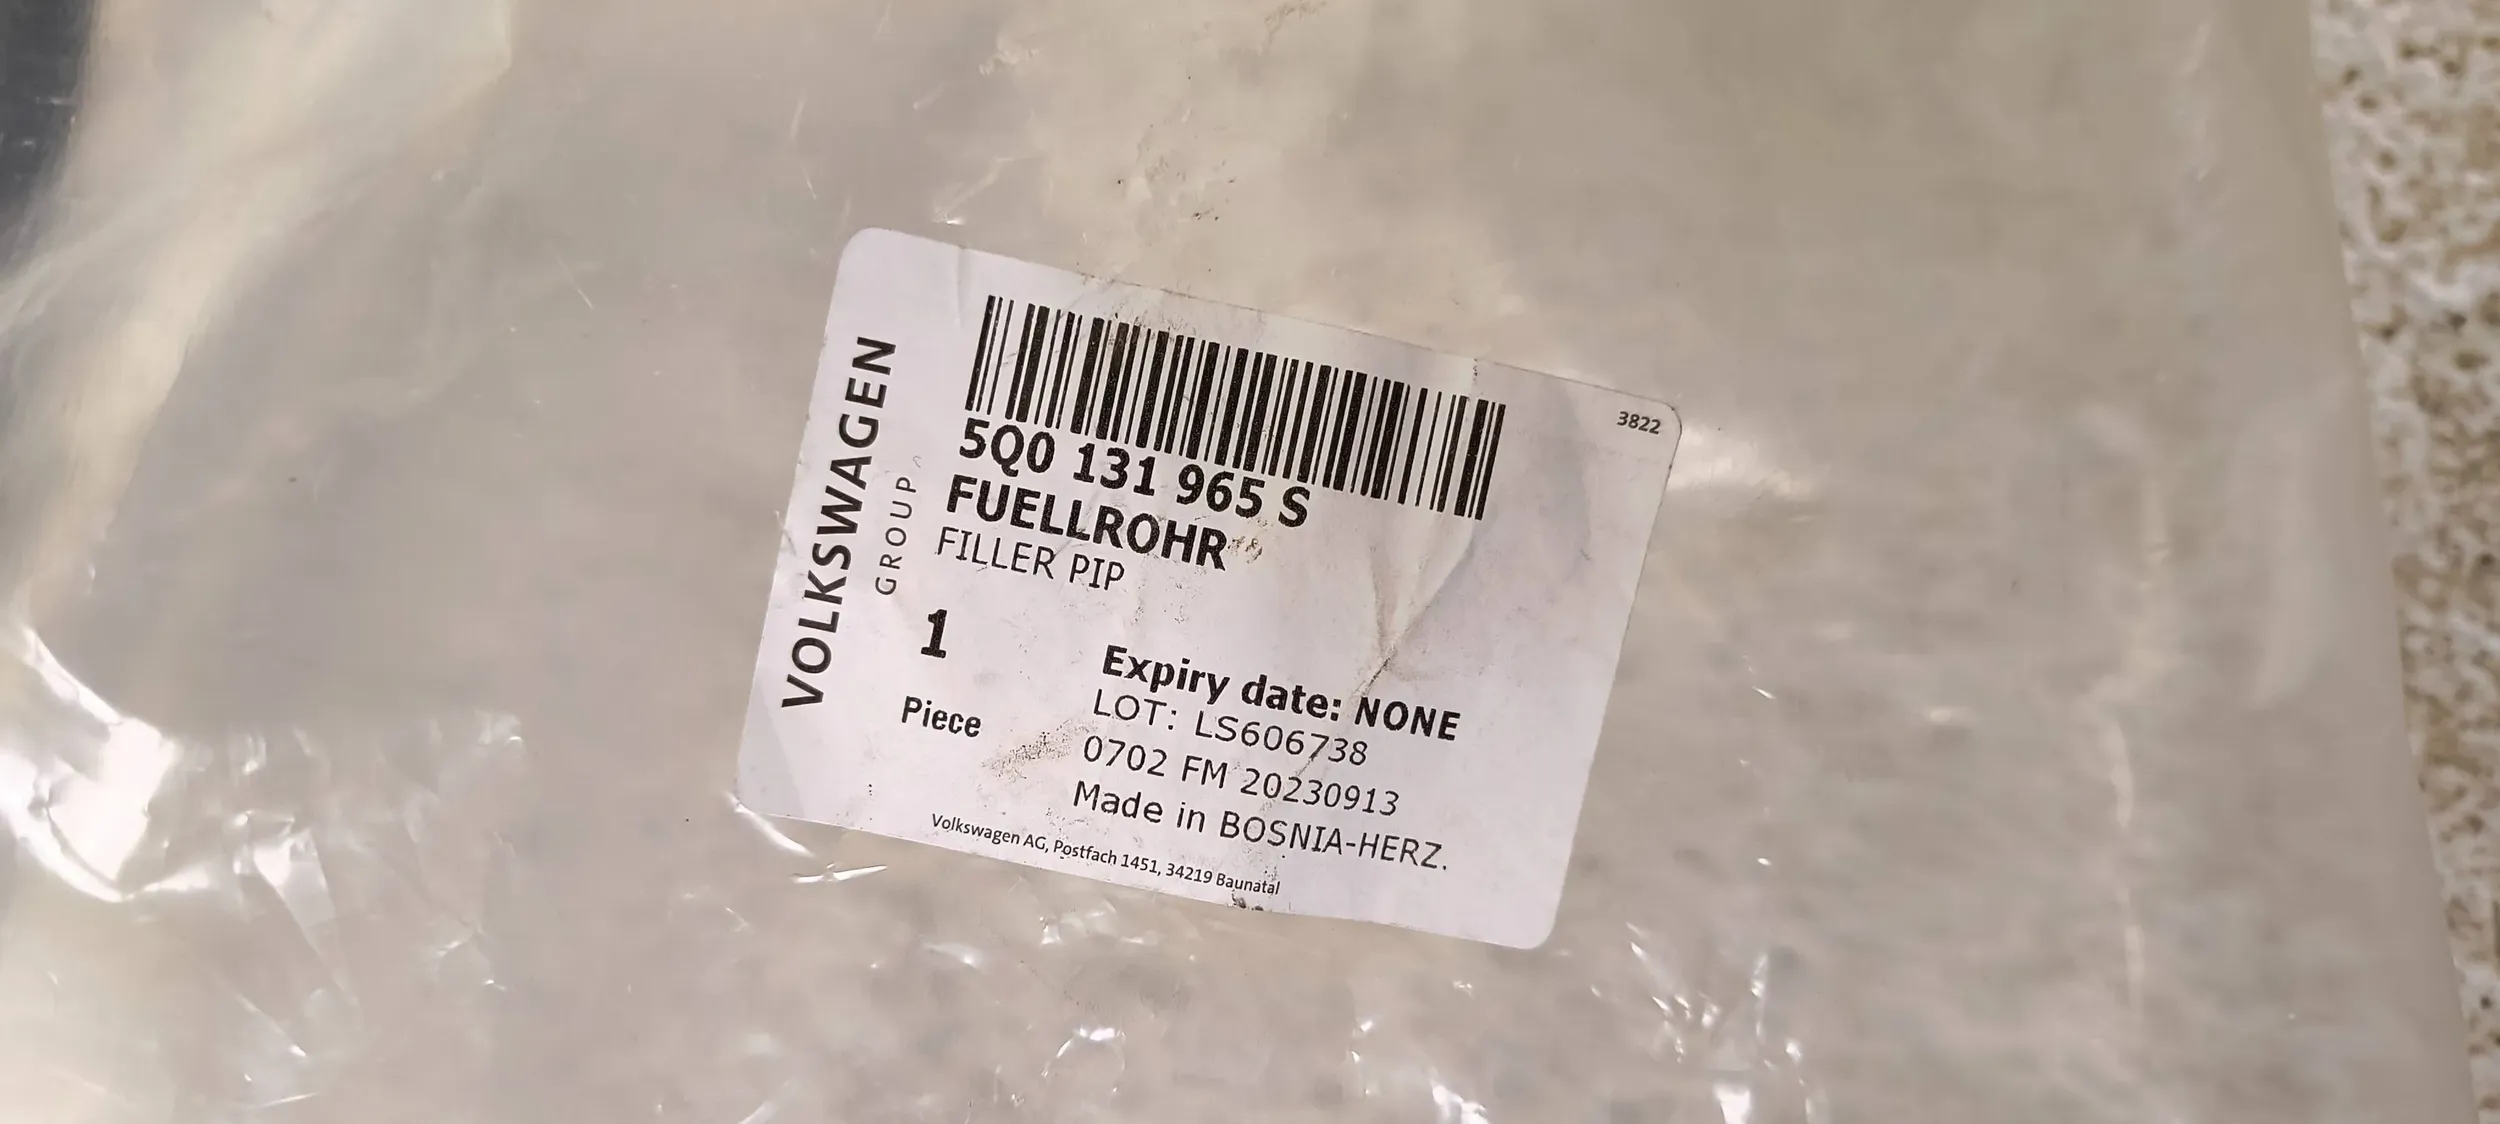 VOLKSWAGEN
GROUP
3822
5Q0 131 965 S
FUELLROHR
FILLER PIP
1
Piece
Expiry date: NONE
LOT: LS606738
0702 FM 20230913
Made in BOSNIA-HERZ.
Volkswagen AG, Postfach 1451, 34219 Baunatal